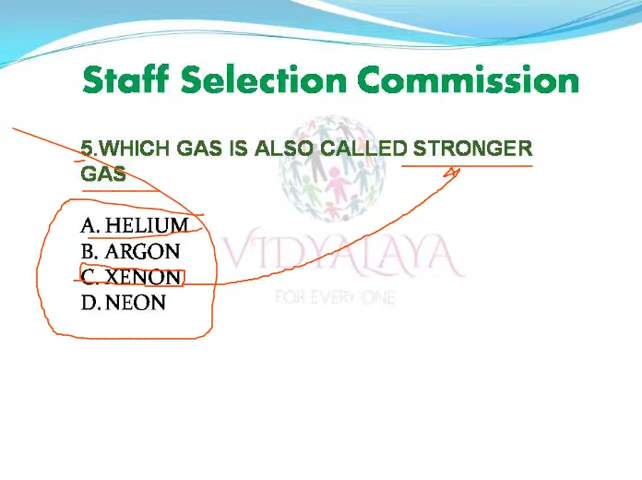 Staff Selection Commission
5.WHICH GAS IS ALSO CALLED STRONGER
GAS
A. HELIUM
B. ARGON
C. XENON
D. NEON
VIDYALAYA
FOR EVERY ONE